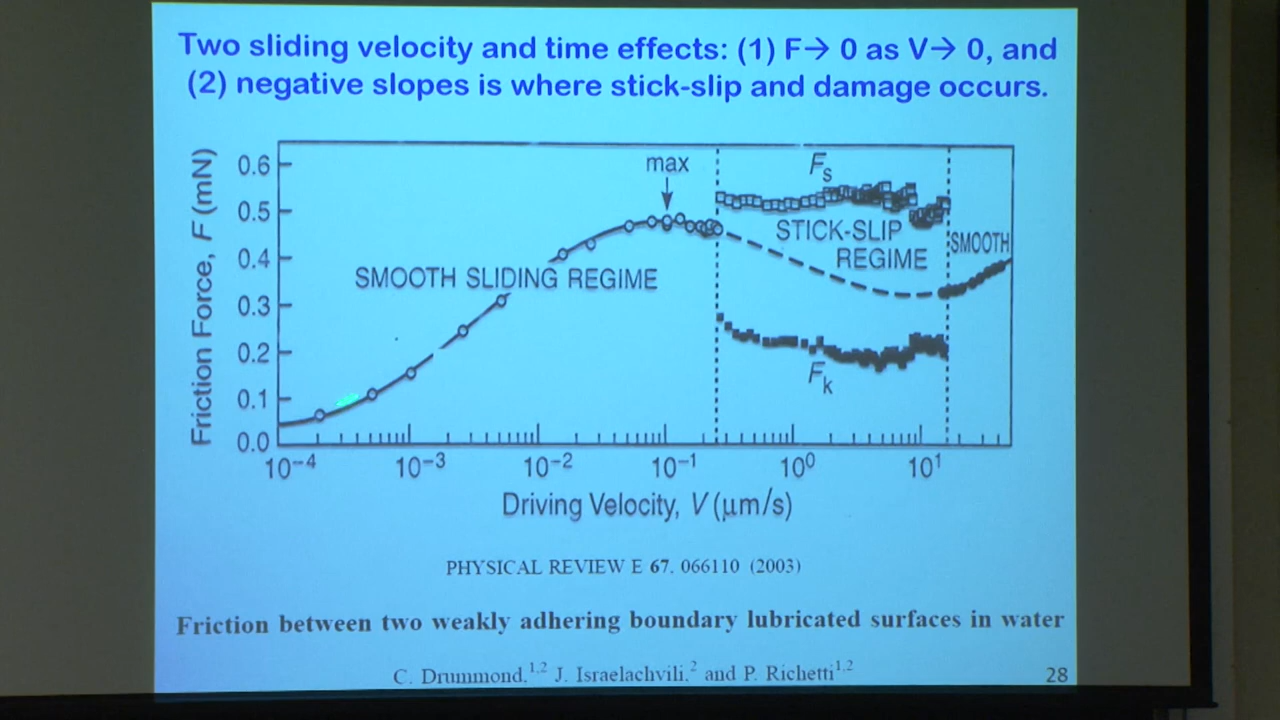 Two sliding velocity and time effects: (1) F→ 0 as V→ 0, and
(2) negative slopes is where stick-slip and damage occurs.
Friction Force, F (mN)
0.6
0.5
0.4
0.3
0.2
0.1
0.0
max
Fs
STICK-SLIP
REGIME
SMOOTH
SMOOTH SLIDING REGIME
Fk
10⁻⁴ 10⁻³ 10⁻² 10⁻¹ 10⁰ 10¹
Driving Velocity, V (μm/s)
PHYSICAL REVIEW E 67, 066110 (2003)
Friction between two weakly adhering boundary lubricated surfaces in water
C. Drummond,1,2 J. Israelachvili,2 and P. Richetti1,2
28